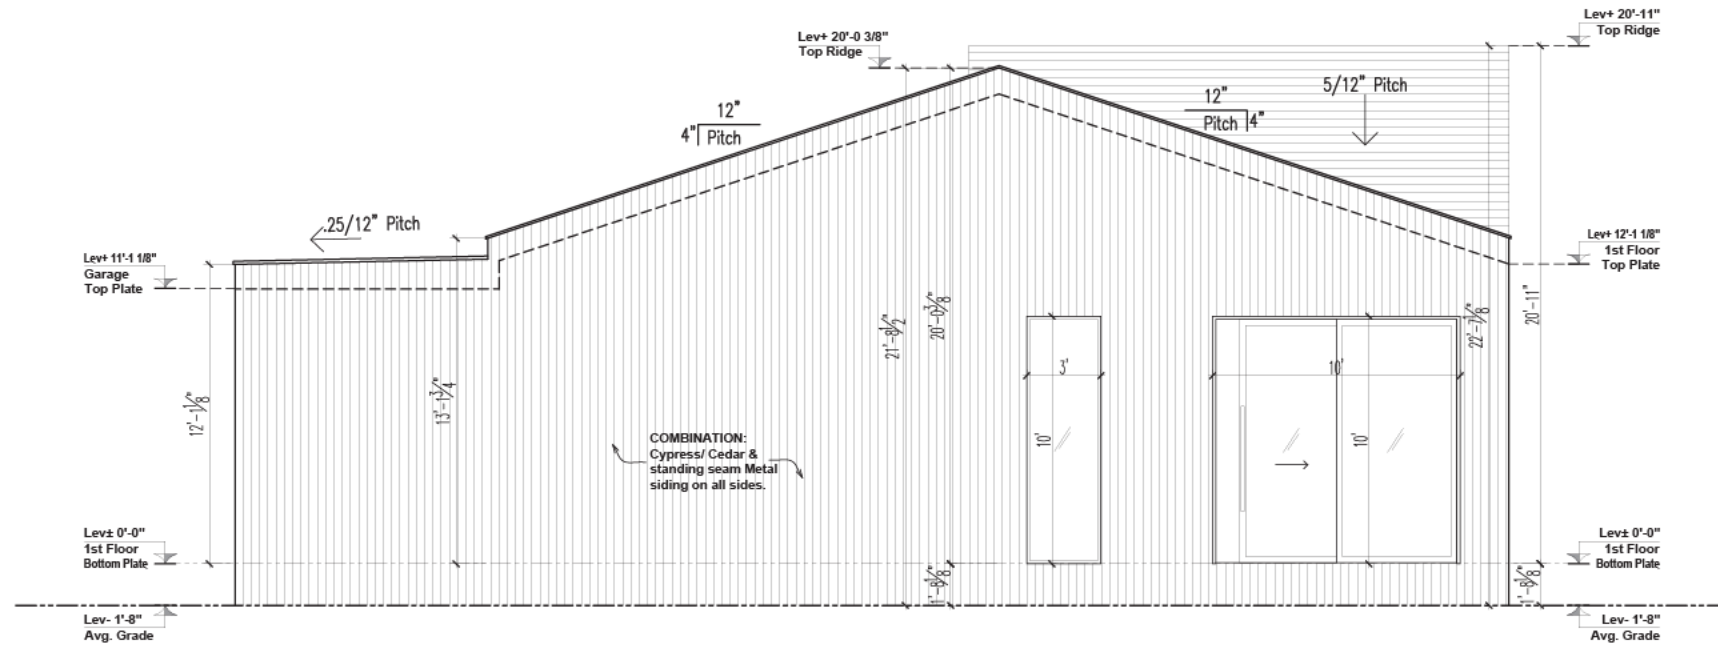 Lev+ 20'-11"
Top Ridge
Lev+ 20'-0 3/8"
Top Ridge
5/12" Pitch
12"
4" Pitch
12"
Pitch 4"
.25/12" Pitch
Lev+ 11'-1 1/8"
Garage
Top Plate
Lev+ 12'-1 1/8"
1st Floor
Top Plate
12'-1/8"
13'-1 3/4"
21'-8 1/2"
20'-0 3/8"
22'-7 1/8"
20'-11"
3'
10'
10'
10'
COMBINATION:
Cypress/ Cedar &
standing seam Metal
siding on all sides.
Lev± 0'-0"
1st Floor
Bottom Plate
Lev± 0'-0"
1st Floor
Bottom Plate
1'-8 1/8"
1'-8 1/8"
Lev- 1'-8"
Avg. Grade
Lev- 1'-8"
Avg. Grade